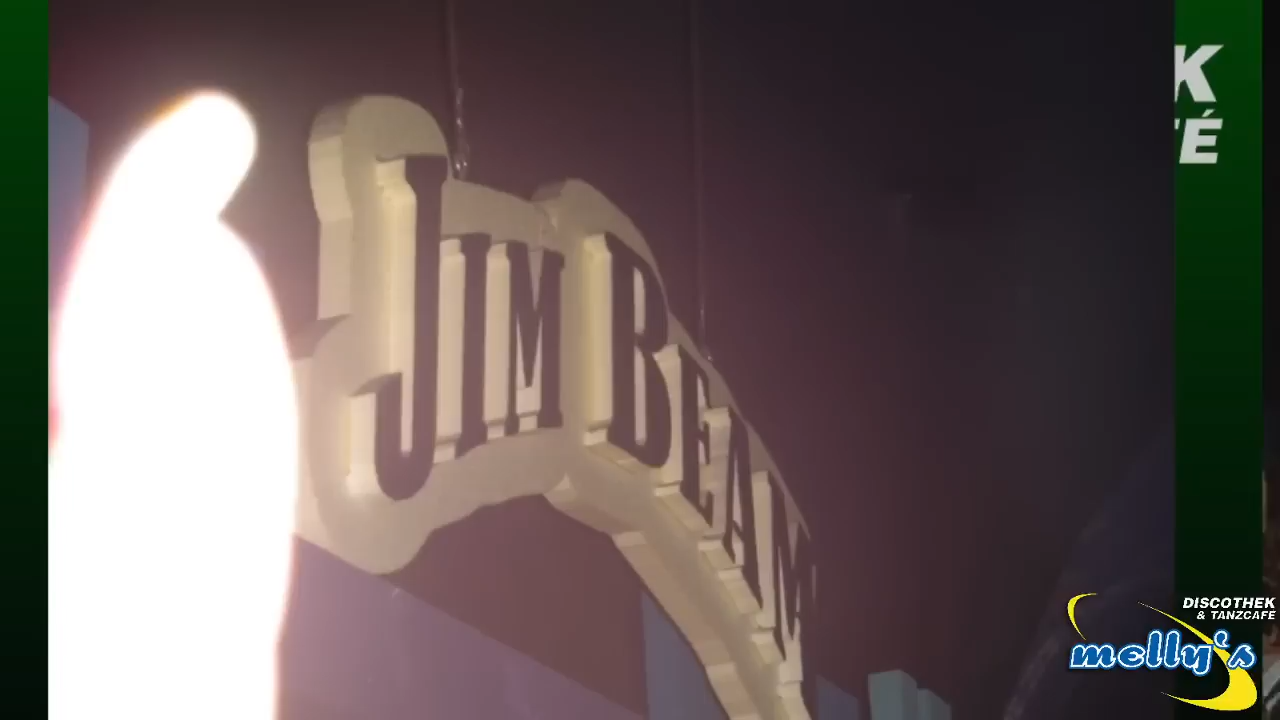 JIM BEAM
K
É
DISCOTHEK
& TANZCAFE
melly's